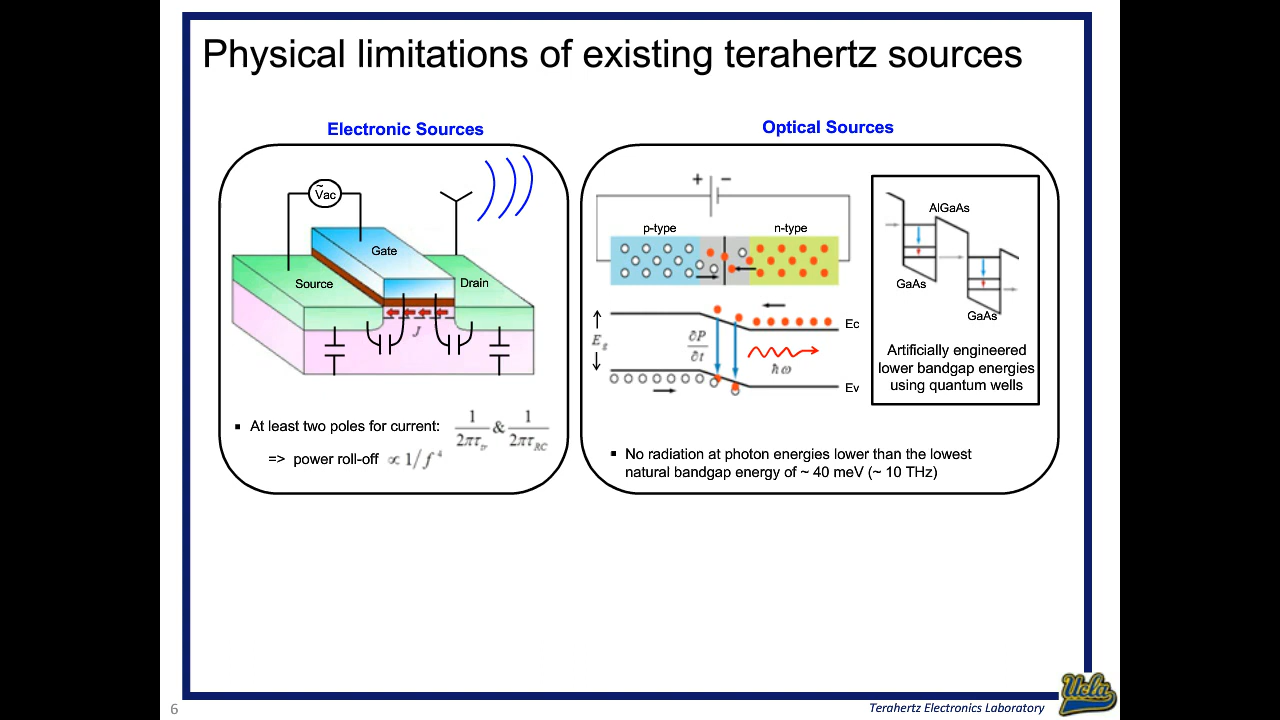 Physical limitations of existing terahertz sources
Electronic Sources
Ṽac
Gate
Source
Drain
J
▪ At least two poles for current: 1/2πτtr & 1/2πτRC
=> power roll-off ∝ 1/f⁴
Optical Sources
+ −
p-type
n-type
Ec
Eg
∂P/∂t
ħω
Ev
AlGaAs
GaAs
GaAs
Artificially engineered
lower bandgap energies
using quantum wells
▪ No radiation at photon energies lower than the lowest
natural bandgap energy of ~ 40 meV (~ 10 THz)
6
Terahertz Electronics Laboratory
Ucla